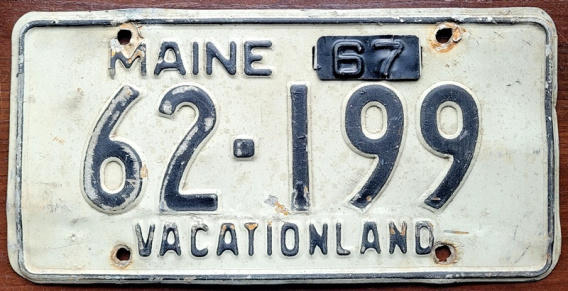 MAINE 67
62·199
VACATIONLAND